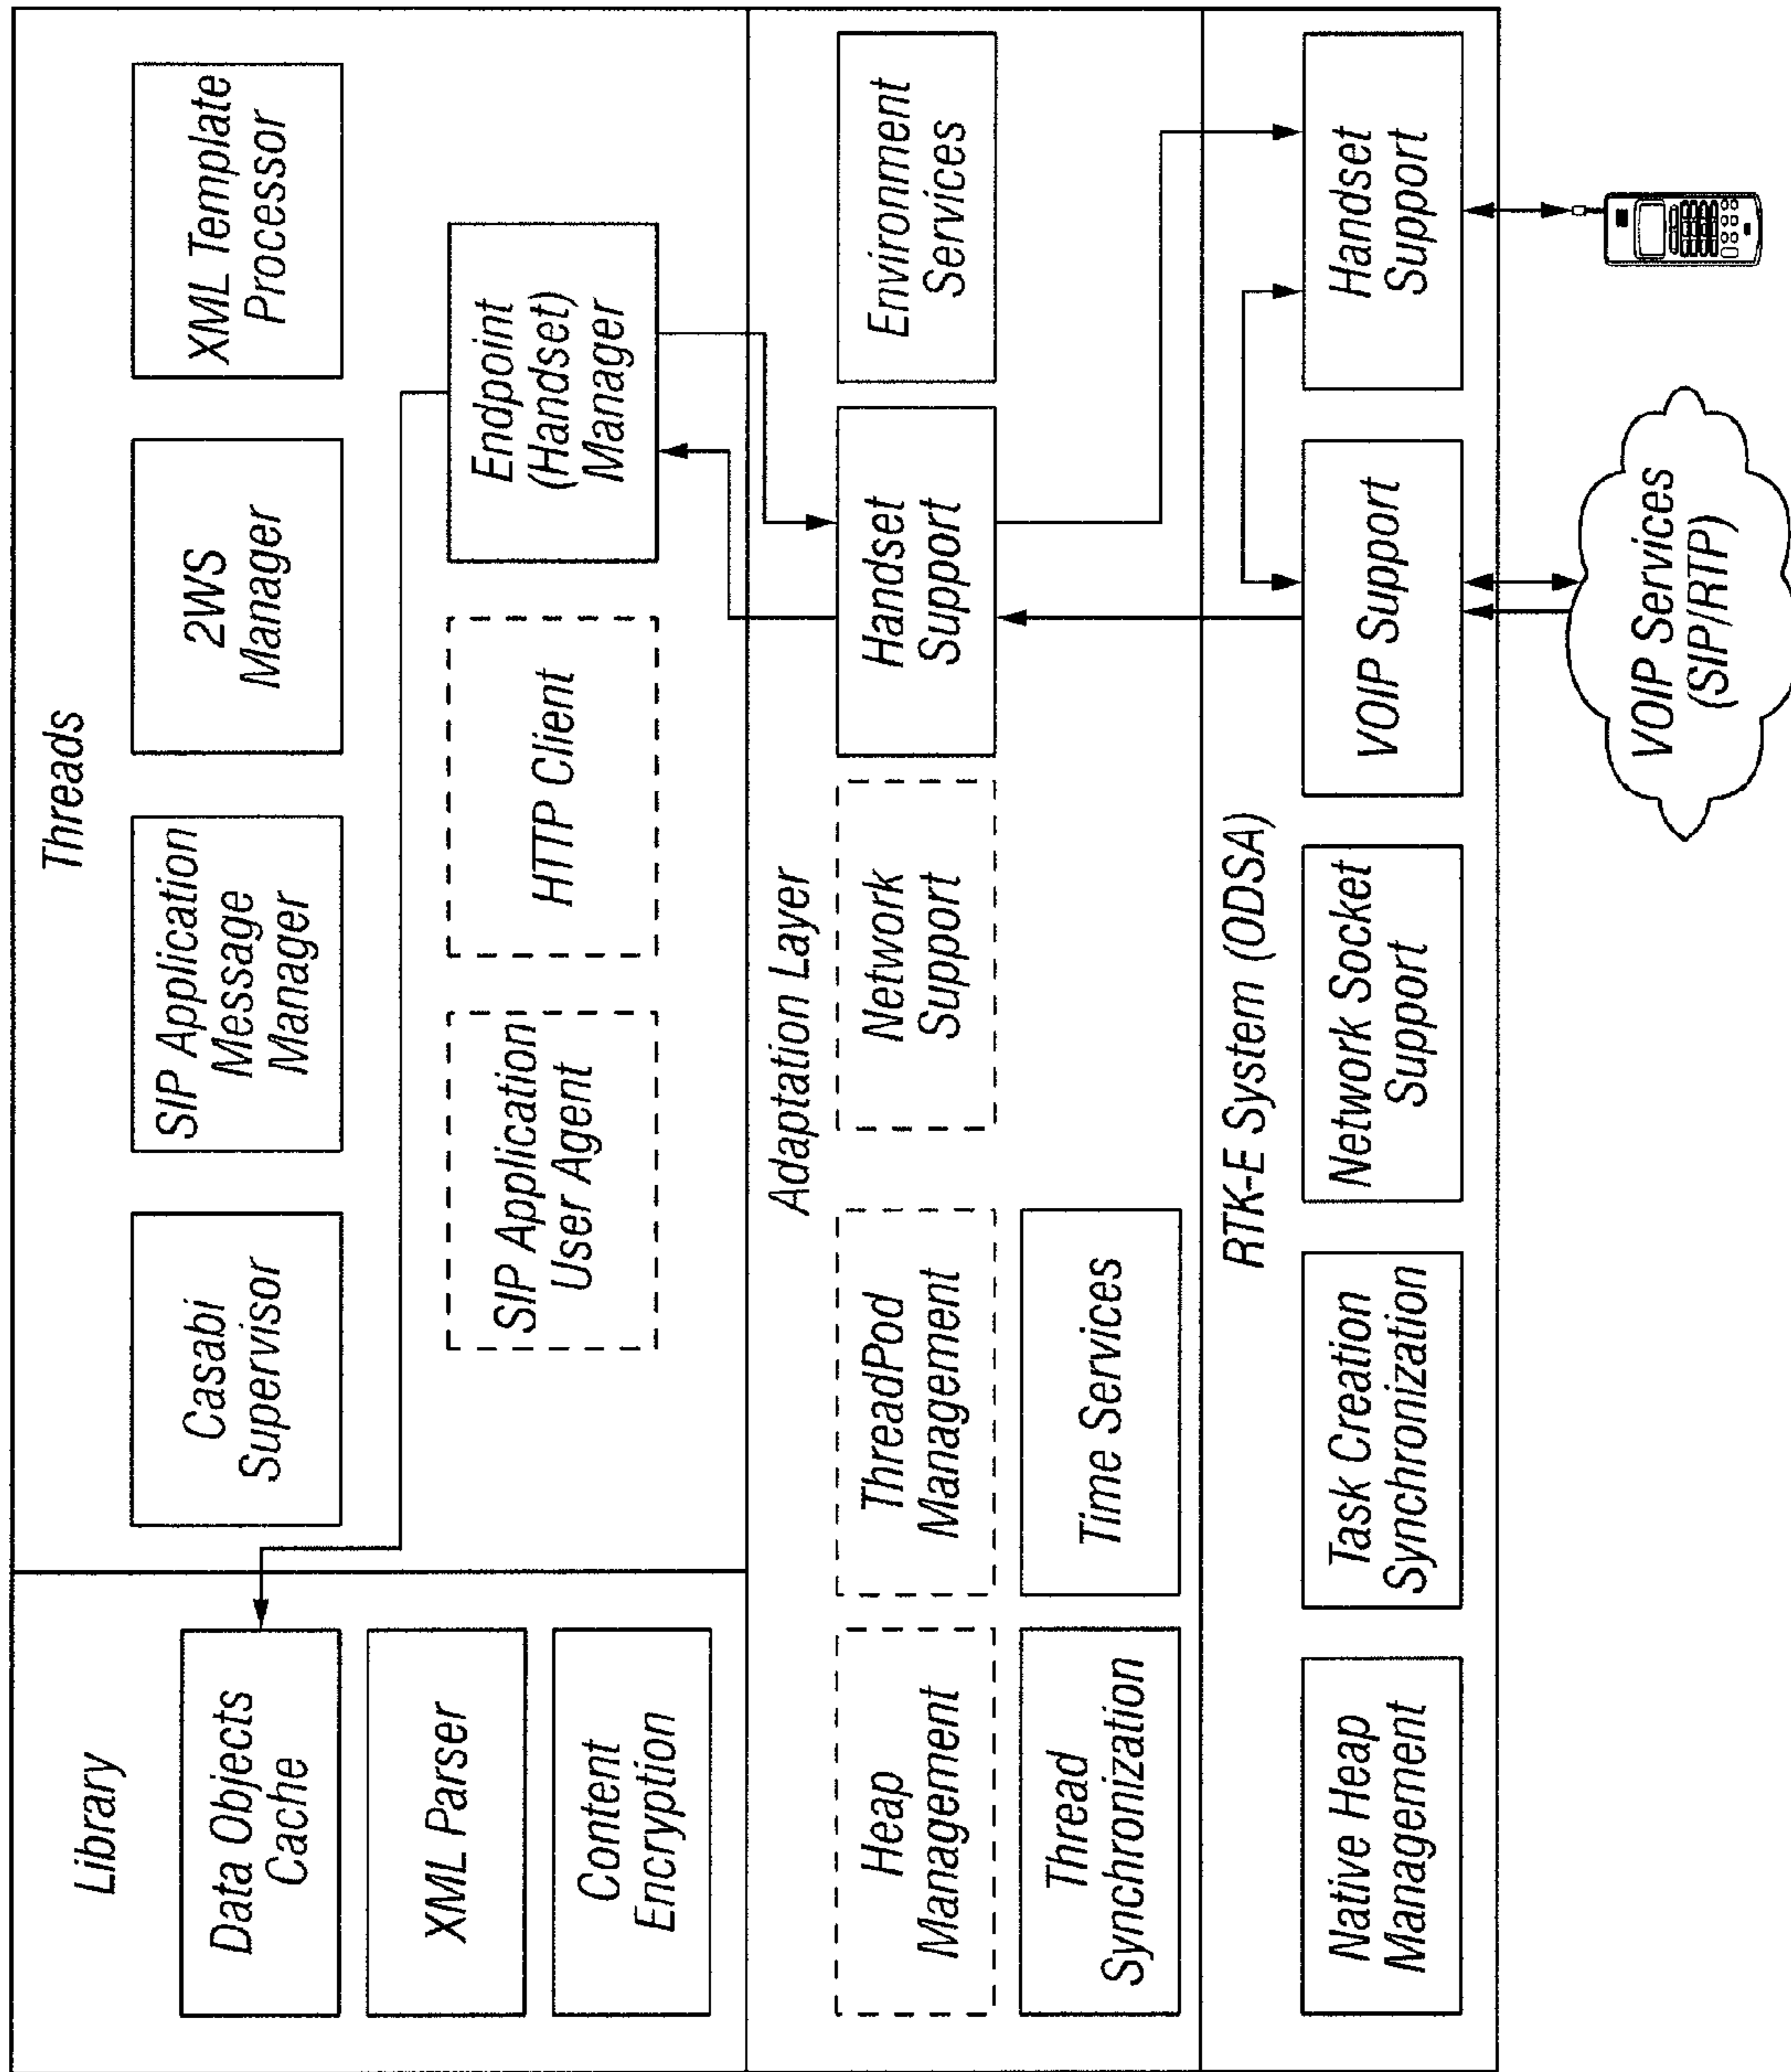 Library
Data Objects
Cache
XML Parser
Content
Encryption
Threads
Casabi
Supervisor
SIP Application
Message
Manager
2WS
Manager
XML Template
Processor
SIP Application
User Agent
HTTP Client
Endpoint
(Handset)
Manager
Adaptation Layer
Heap
Management
ThreadPod
Management
Network
Support
Handset
Support
Environment
Services
Thread
Synchronization
Time Services
RTK-E System (ODSA)
Native Heap
Management
Task Creation
Synchronization
Network Socket
Support
VOIP Support
Handset
Support
VOIP Services
(SIP/RTP)